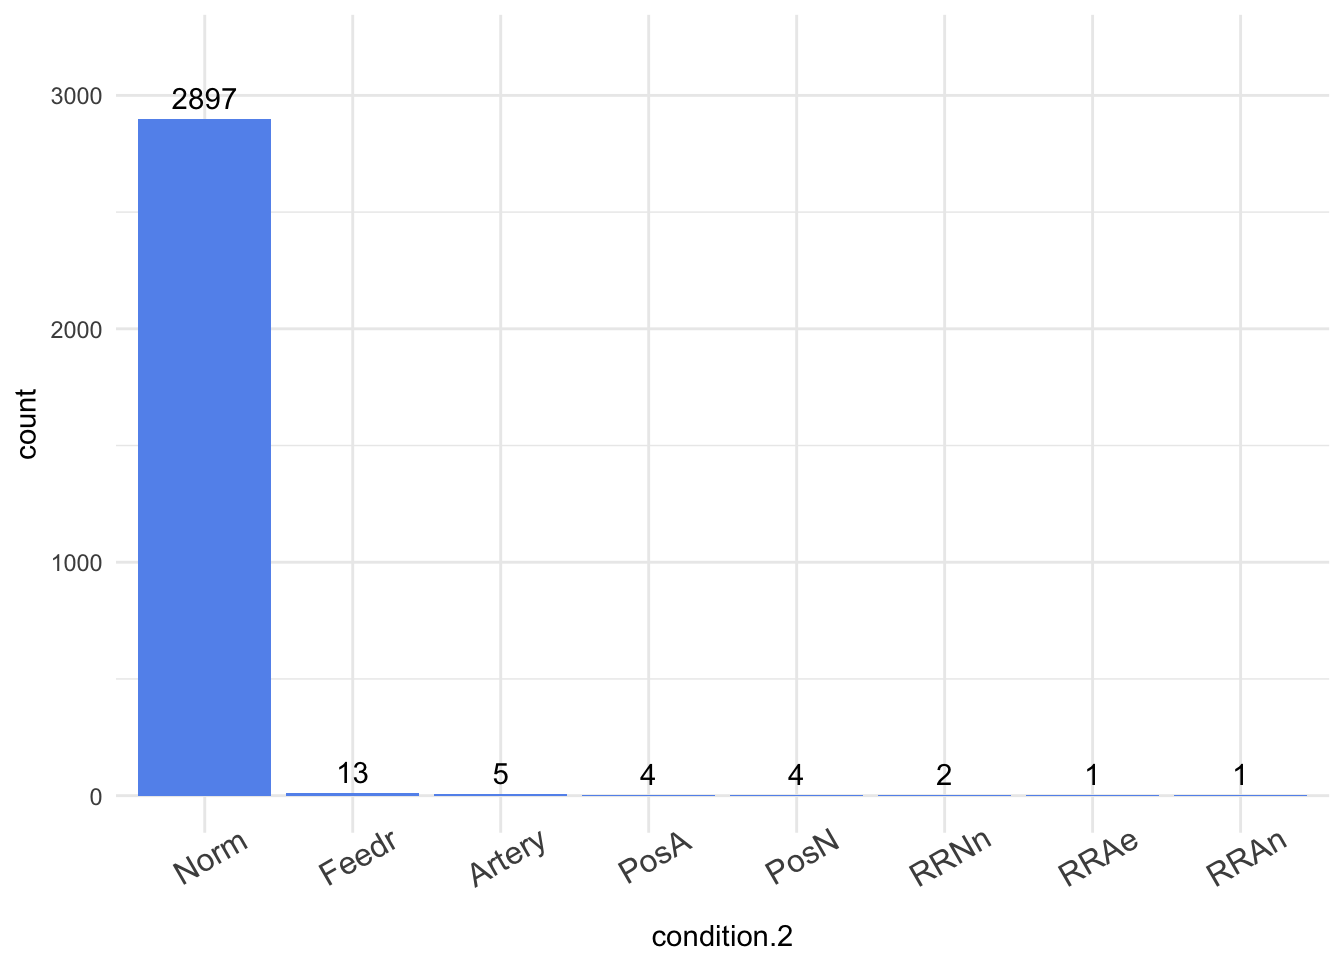 3000
2000
1000
0
count
2897
13
5
4
4
2
1
1
Norm
Feedr
Artery
PosA
PosN
RRNn
RRAe
RRAn
condition.2